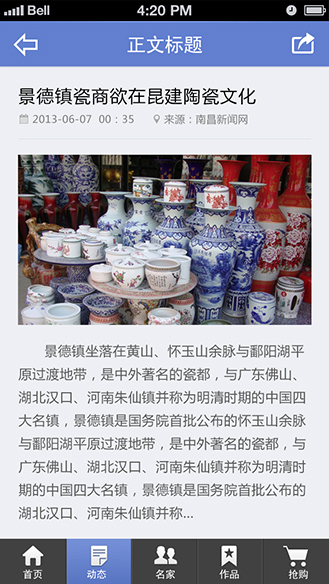 Bell
4:20 PM
正文标题
景德镇瓷商欲在昆建陶瓷文化
2013-06-07 00：35 来源：南昌新闻网
景德镇坐落在黄山、怀玉山余脉与鄱阳湖平
原过渡地带，是中外著名的瓷都，与广东佛山、
湖北汉口、河南朱仙镇并称为明清时期的中国四
大名镇，景德镇是国务院首批公布的怀玉山余脉
与鄱阳湖平原过渡地带，是中外著名的瓷都，与
广东佛山、湖北汉口、河南朱仙镇并称为明清时
期的中国四大名镇，景德镇是国务院首批公布的
湖北汉口、河南朱仙镇并称...
首页 动态 名家 作品 抢购